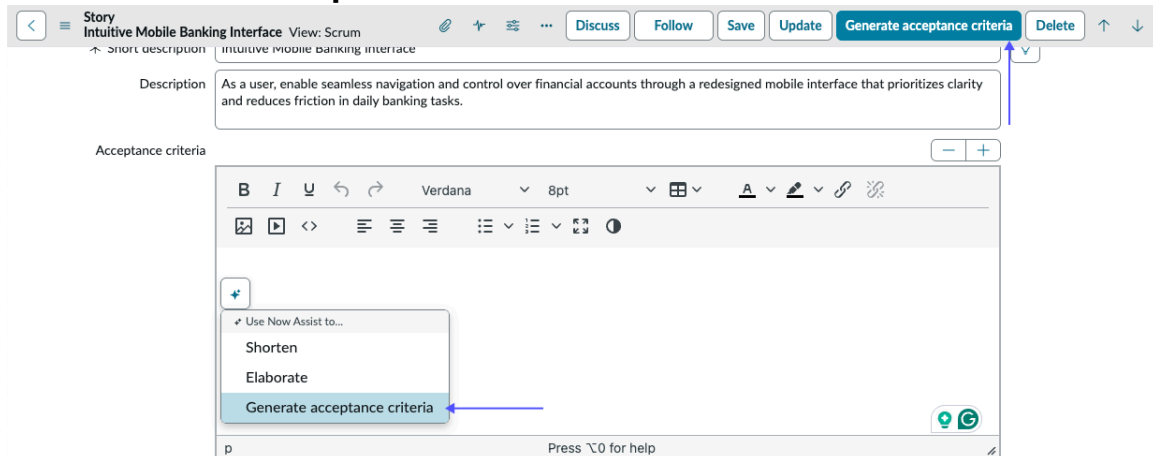 Story
Intuitive Mobile Banking Interface View: Scrum
Discuss Follow Save Update Generate acceptance criteria Delete
Short description Intuitive Mobile Banking Interface
Description As a user, enable seamless navigation and control over financial accounts through a redesigned mobile interface that prioritizes clarity
and reduces friction in daily banking tasks.
Acceptance criteria
B I U Verdana 8pt A
Use Now Assist to...
Shorten
Elaborate
Generate acceptance criteria
p Press ⌥0 for help